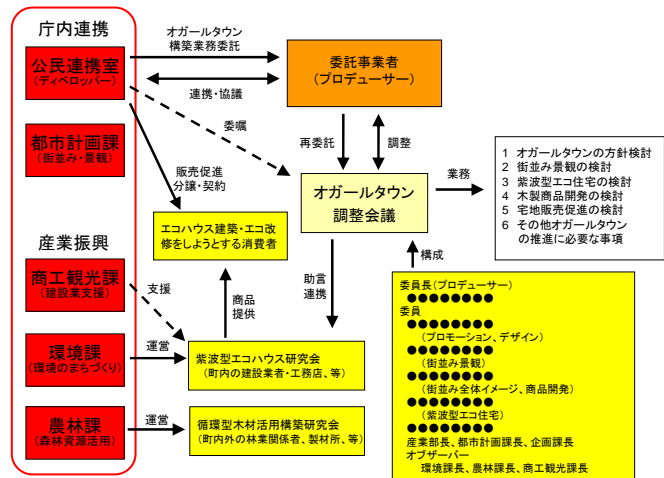 庁内連携
公民連携室
(ディベロッパー)
都市計画課
(街並み・景観)
産業振興
商工観光課
(建設業支援)
環境課
(環境のまちづくり)
農林課
(森林資源活用)
オガールタウン
構築業務委託
連携・協議
委嘱
販売促進
分譲・契約
委託事業者
(プロデューサー)
再委託
調整
オガールタウン
調整会議
業務
1 オガールタウンの方針検討
2 街並み景観の検討
3 紫波型エコ住宅の検討
4 木製商品開発の検討
5 宅地販売促進の検討
6 その他オガールタウン
の推進に必要な事項
エコハウス建築・エコ改
修をしようとする消費者
支援
商品
提供
助言
連携
運営
紫波型エコハウス研究会
(町内の建設業者・工務店、等)
運営
循環型木材活用構築研究会
(町内外の林業関係者、製材所、等)
構成
委員長(プロデューサー)
●●●●●●●●
委員
●●●●●●●●
(プロモーション、デザイン)
●●●●●●●●
(街並み景観)
●●●●●●●●
(街並み全体イメージ、商品開発)
●●●●●●●●
(紫波型エコ住宅)
●●●●●●●●
産業部長、都市計画課長、企画課長
オブザーバー
環境課長、農林課長、商工観光課長